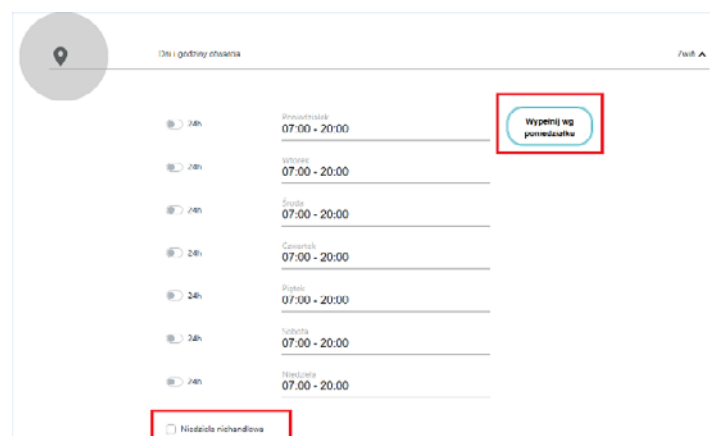 Dni i godziny otwarcia
Zwiń
24h
Poniedziałek
07:00 - 20:00
Wypełnij wg
poniedziałku
24h
Wtorek
07:00 - 20:00
24h
Środa
07:00 - 20:00
24h
Czwartek
07:00 - 20:00
24h
Piątek
07:00 - 20:00
24h
Sobota
07:00 - 20:00
24h
Niedziela
07:00 - 20:00
Niedziela niehandlowa